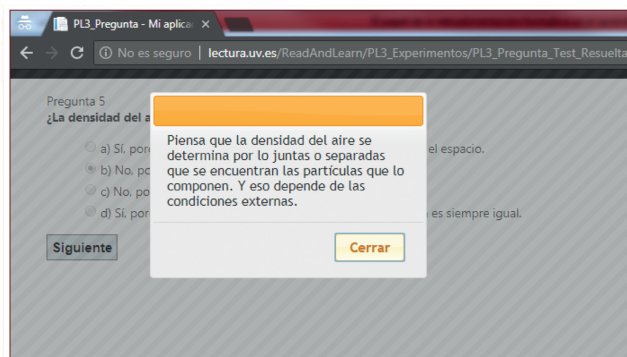 PL3_Pregunta - Mi aplica
No es seguro | lectura.uv.es/ReadAndLearn/PL3_Experimentos/PL3_Pregunta_Test_Resuelta
Pregunta 5
¿La densidad del a
a) Sí, por
el espacio.
b) No, po
c) No, po
d) Sí, por
es siempre igual.
Piensa que la densidad del aire se
determina por lo juntas o separadas
que se encuentran las partículas que lo
componen. Y eso depende de las
condiciones externas.
Siguiente
Cerrar